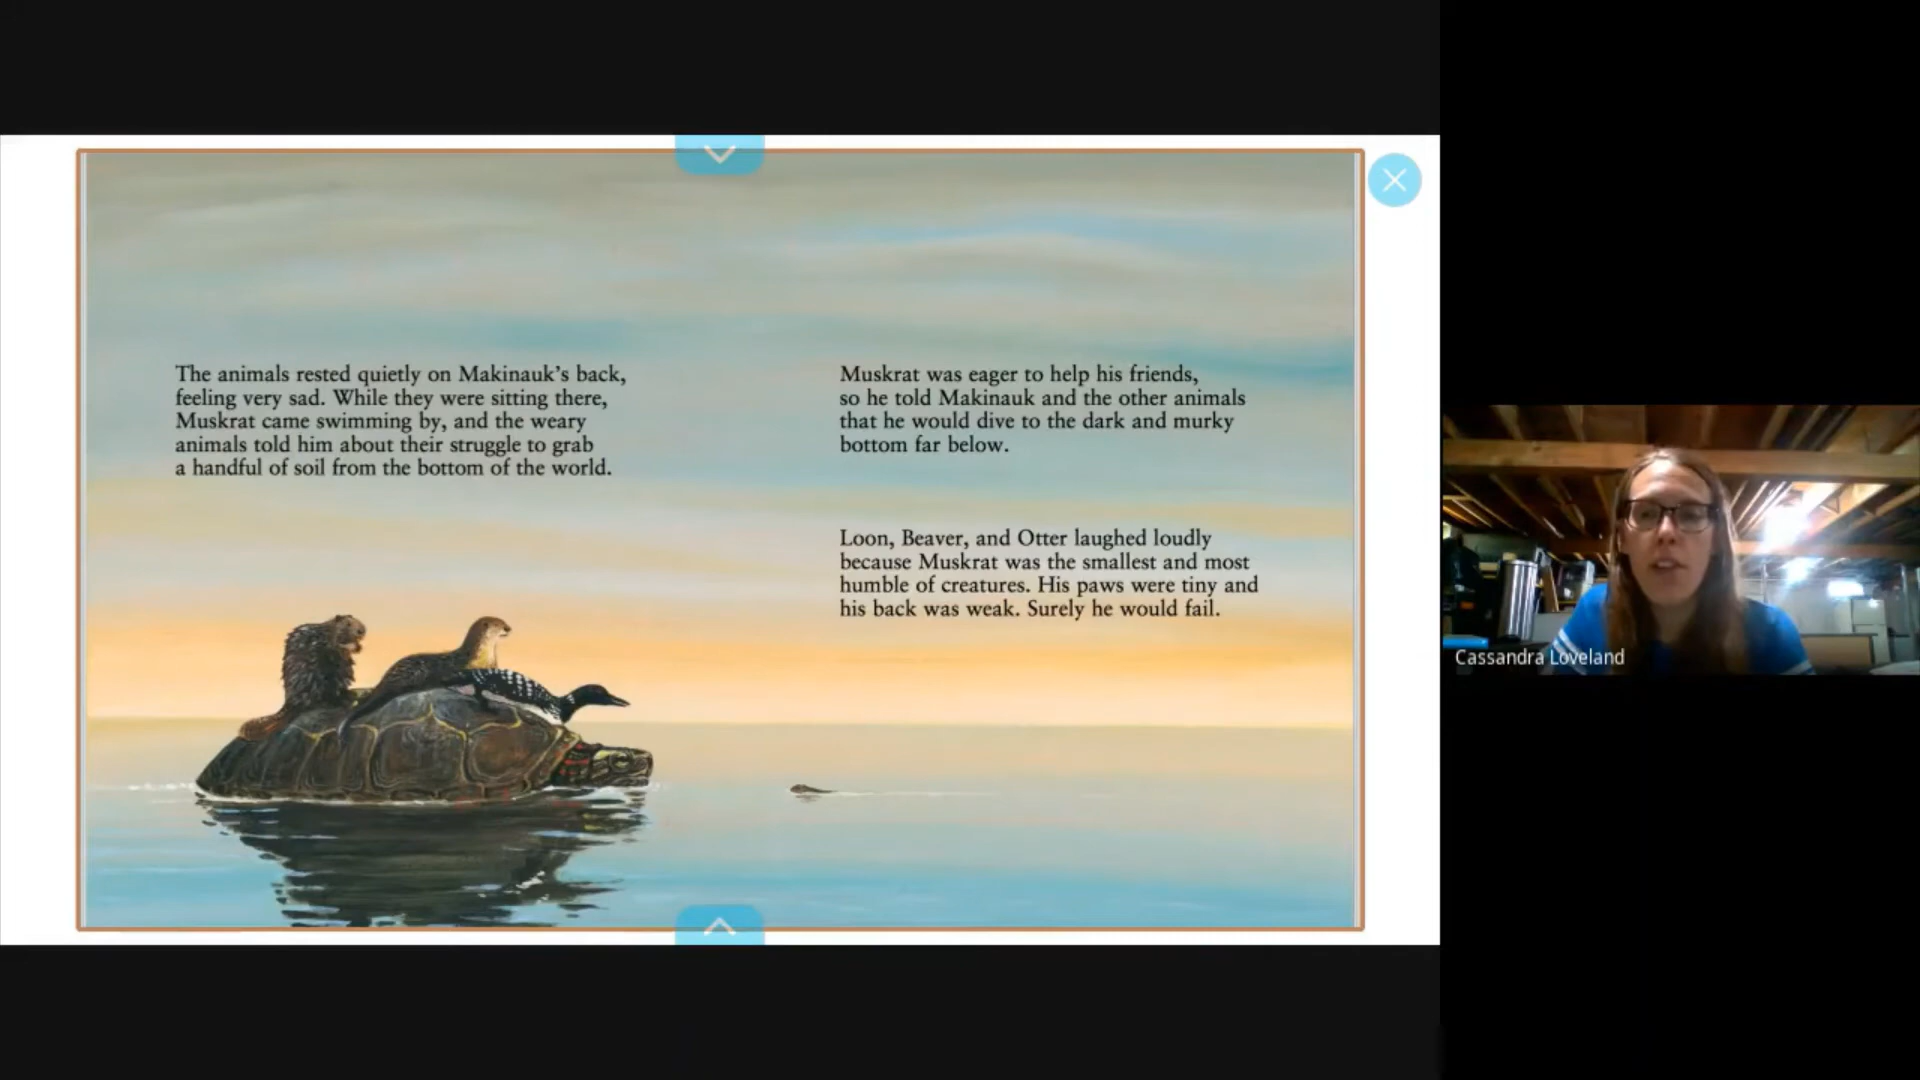 The animals rested quietly on Makinauk’s back,
feeling very sad. While they were sitting there,
Muskrat came swimming by, and the weary
animals told him about their struggle to grab
a handful of soil from the bottom of the world.
Muskrat was eager to help his friends,
so he told Makinauk and the other animals
that he would dive to the dark and murky
bottom far below.
Loon, Beaver, and Otter laughed loudly
because Muskrat was the smallest and most
humble of creatures. His paws were tiny and
his back was weak. Surely he would fail.
Cassandra Loveland